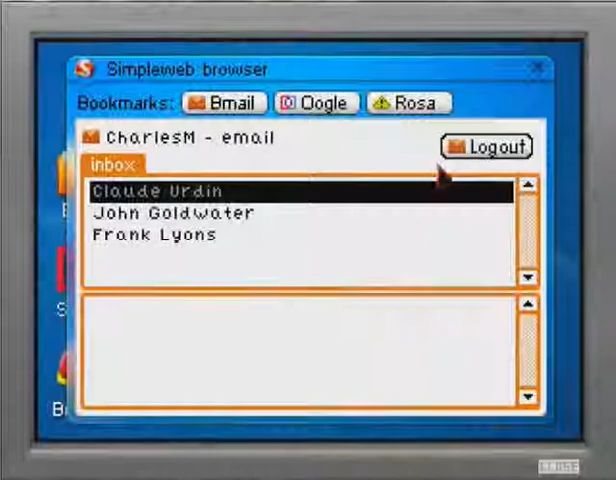 Simpleweb browser
Bookmarks: Bmail Oogle Rosa
CharlesM - email
Logout
inbox
Claude Urdin
John Goldwater
Frank Lyons